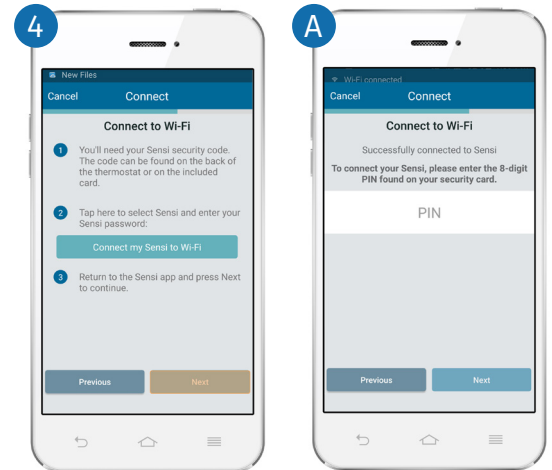 4
New Files
Cancel Connect
Connect to Wi-Fi
1 You'll need your Sensi security code.
The code can be found on the back of
the thermostat or on the included
card.
2 Tap here to select Sensi and enter your
Sensi password:
Connect my Sensi to Wi-Fi
3 Return to the Sensi app and press Next
to continue.
Previous Next
A
Wi-Fi connected
Cancel Connect
Connect to Wi-Fi
Successfully connected to Sensi
To connect your Sensi, please enter the 8-digit
PIN found on your security card.
PIN
Previous Next